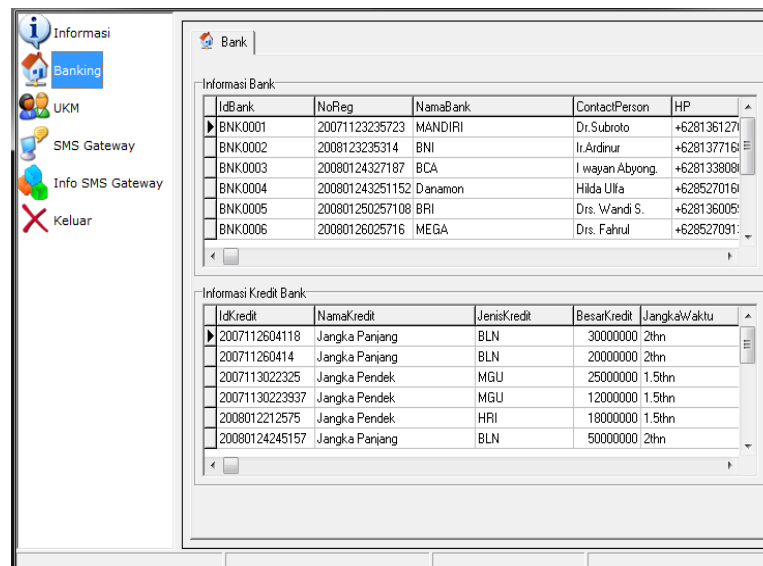 Informasi
Banking
UKM
SMS Gateway
Info SMS Gateway
Keluar
Bank
Informasi Bank
IdBank NoReg NamaBank ContactPerson HP
BNK0001 20071123235723 MANDIRI Dr.Subroto
BNK0002 2008123235314 BNI Ir.Ardinur
BNK0003 20080124327187 BCA I wayan Abyong.
BNK0004 200801243251152 Danamon Hilda Ulfa
BNK0005 200801250257108 BRI Drs. Wandi S.
BNK0006 20080126025716 MEGA Drs. Fahrul
Informasi Kredit Bank
IdKredit NamaKredit JenisKredit BesarKredit JangkaWaktu
2007112604118 Jangka Panjang BLN 30000000 2thn
200711260414 Jangka Panjang BLN 20000000 2thn
2007113022325 Jangka Pendek MGU 25000000 1.5thn
20071130223937 Jangka Pendek MGU 12000000 1.5thn
2008012212575 Jangka Pendek HRI 18000000 1.5thn
20080124245157 Jangka Panjang BLN 50000000 2thn